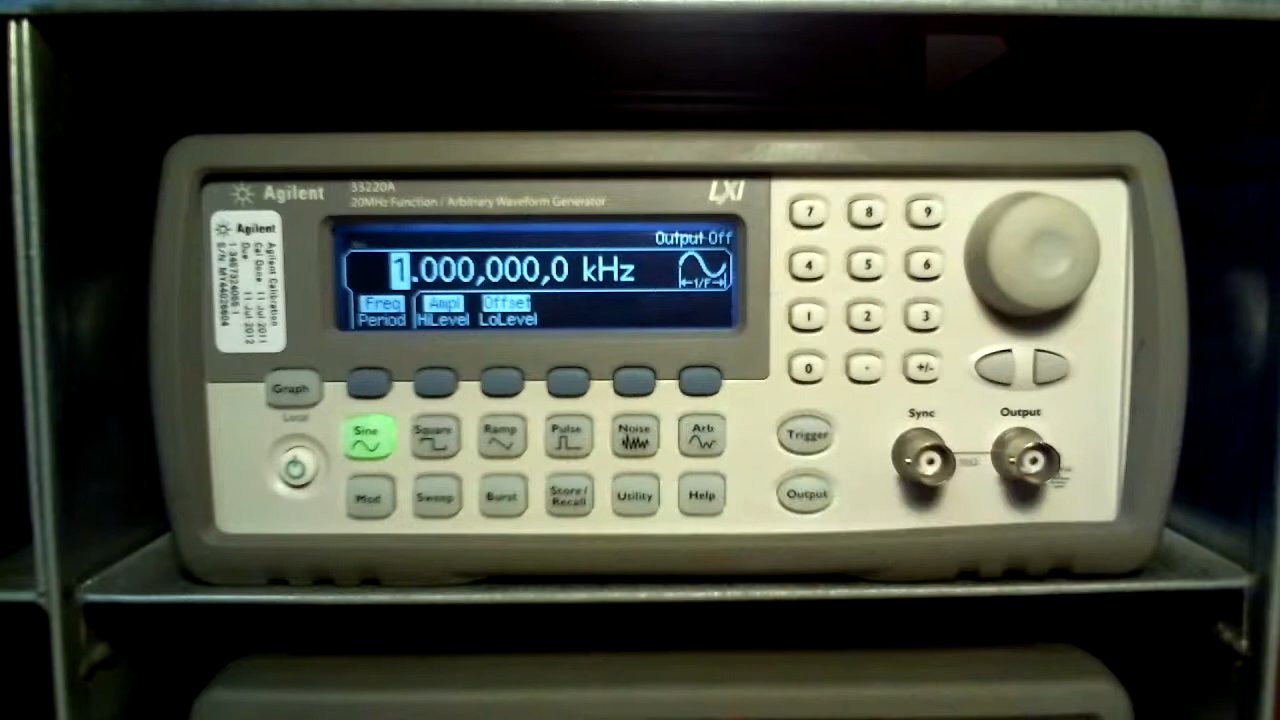 Agilent
33220A
20MHz Function / Arbitrary Waveform Generator
LXI
Agilent
Agilent Calibration
Cal Done 11 Jul 2011
Due 11 Jul 2012
Output Off
1.000,000,0 kHz
1/F
Freq Ampl Offset
Period HiLevel LoLevel
7 8 9
4 5 6
1 2 3
0 . +/-
Graph
Local
Sine Square Ramp Pulse Noise Arb
Mod Sweep Burst Store/ Recall Utility Help
Trigger
Output
Sync Output